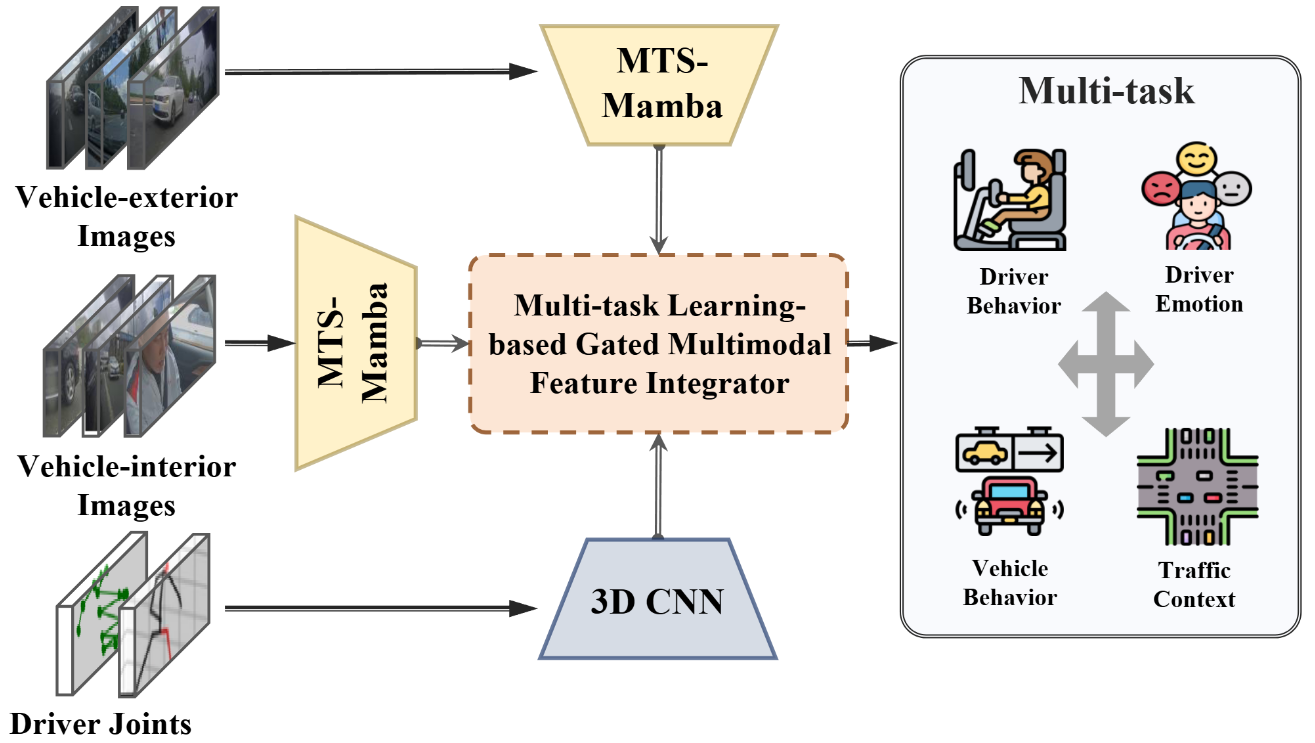 Vehicle-exterior
Images
MTS-
Mamba
Vehicle-interior
Images
MTS-
Mamba
Driver Joints
3D CNN
Multi-task Learning-
based Gated Multimodal
Feature Integrator
Multi-task
Driver
Behavior
Driver
Emotion
Vehicle
Behavior
Traffic
Context